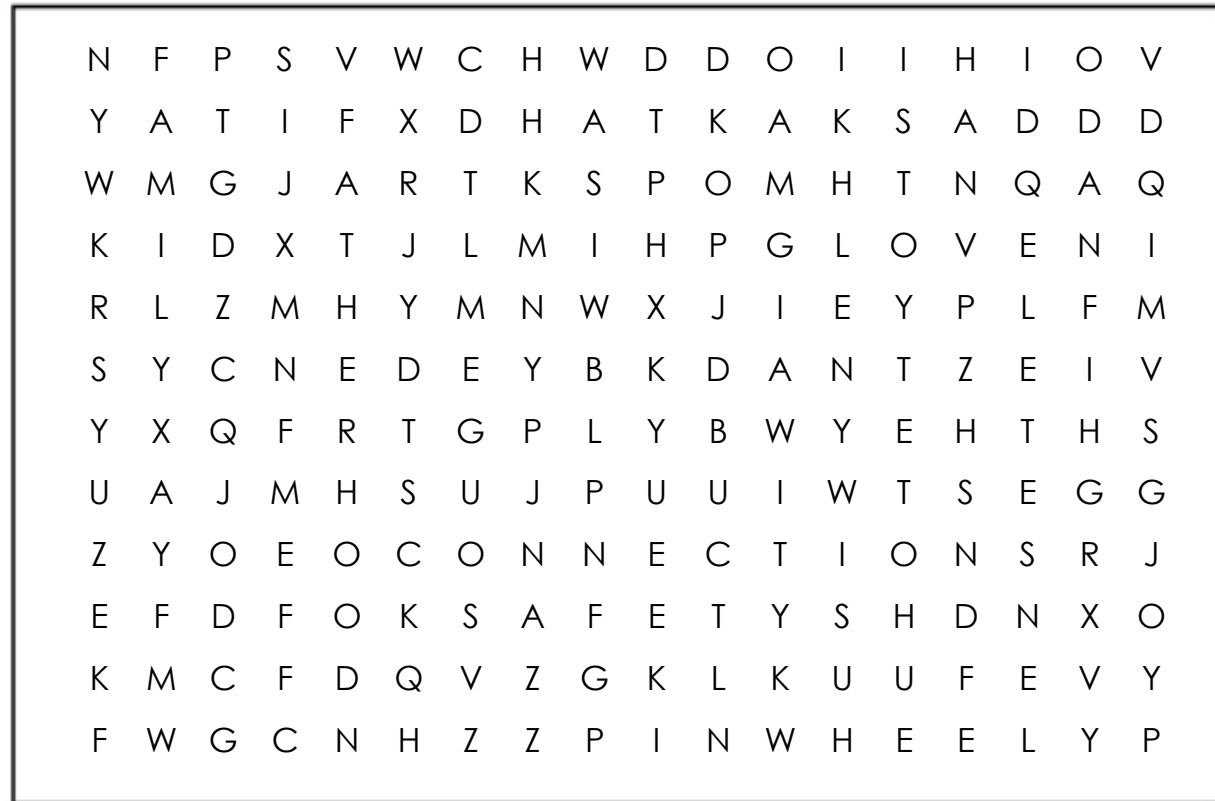 N F P S V W C H W D D O I I H I O V
Y A T I F X D H A T K A K S A D D D
W M G J A R T K S P O M H T N Q A Q
K I D X T J L M I H P G L O V E N I
R L Z M H Y M N W X J I E Y P L F M
S Y C N E D E Y B K D A N T Z E I V
Y X Q F R T G P L Y B W Y E H T H S
U A J M H S U J P U U I W T S E G G
Z Y O E O C O N N E C T I O N S R J
E F D F O K S A F E T Y S H D N X O
K M C F D Q V Z G K L K U U F E V Y
F W G C N H Z Z P I N W H E E L Y P